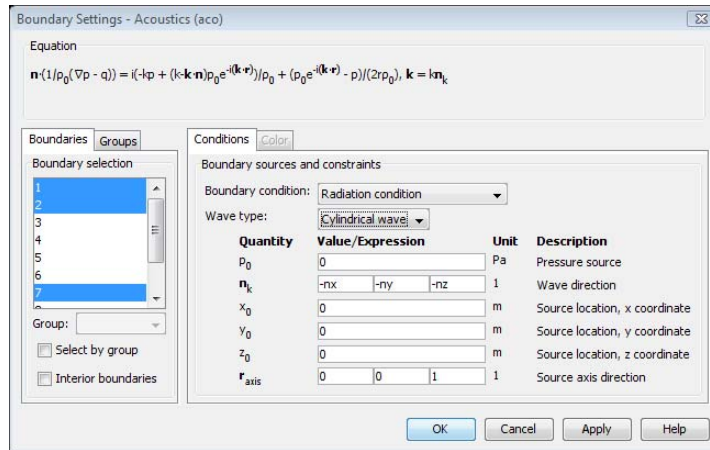 Boundary Settings - Acoustics (aco)
Equation
n·(1/ρ0(∇p - q)) = i(-kp + (k-k·n)p0e^-i(k·r))/ρ0 + (p0e^-i(k·r) - p)/(2rρ0), k = knk
Boundaries Groups
Conditions Color
Boundary selection
1
2
3
4
5
6
7
Group:
Select by group
Interior boundaries
Boundary sources and constraints
Boundary condition: Radiation condition
Wave type: Cylindrical wave
Quantity Value/Expression Unit Description
p0 0 Pa Pressure source
nk -nx -ny -nz 1 Wave direction
x0 0 m Source location, x coordinate
y0 0 m Source location, y coordinate
z0 0 m Source location, z coordinate
raxis 0 0 1 1 Source axis direction
OK Cancel Apply Help